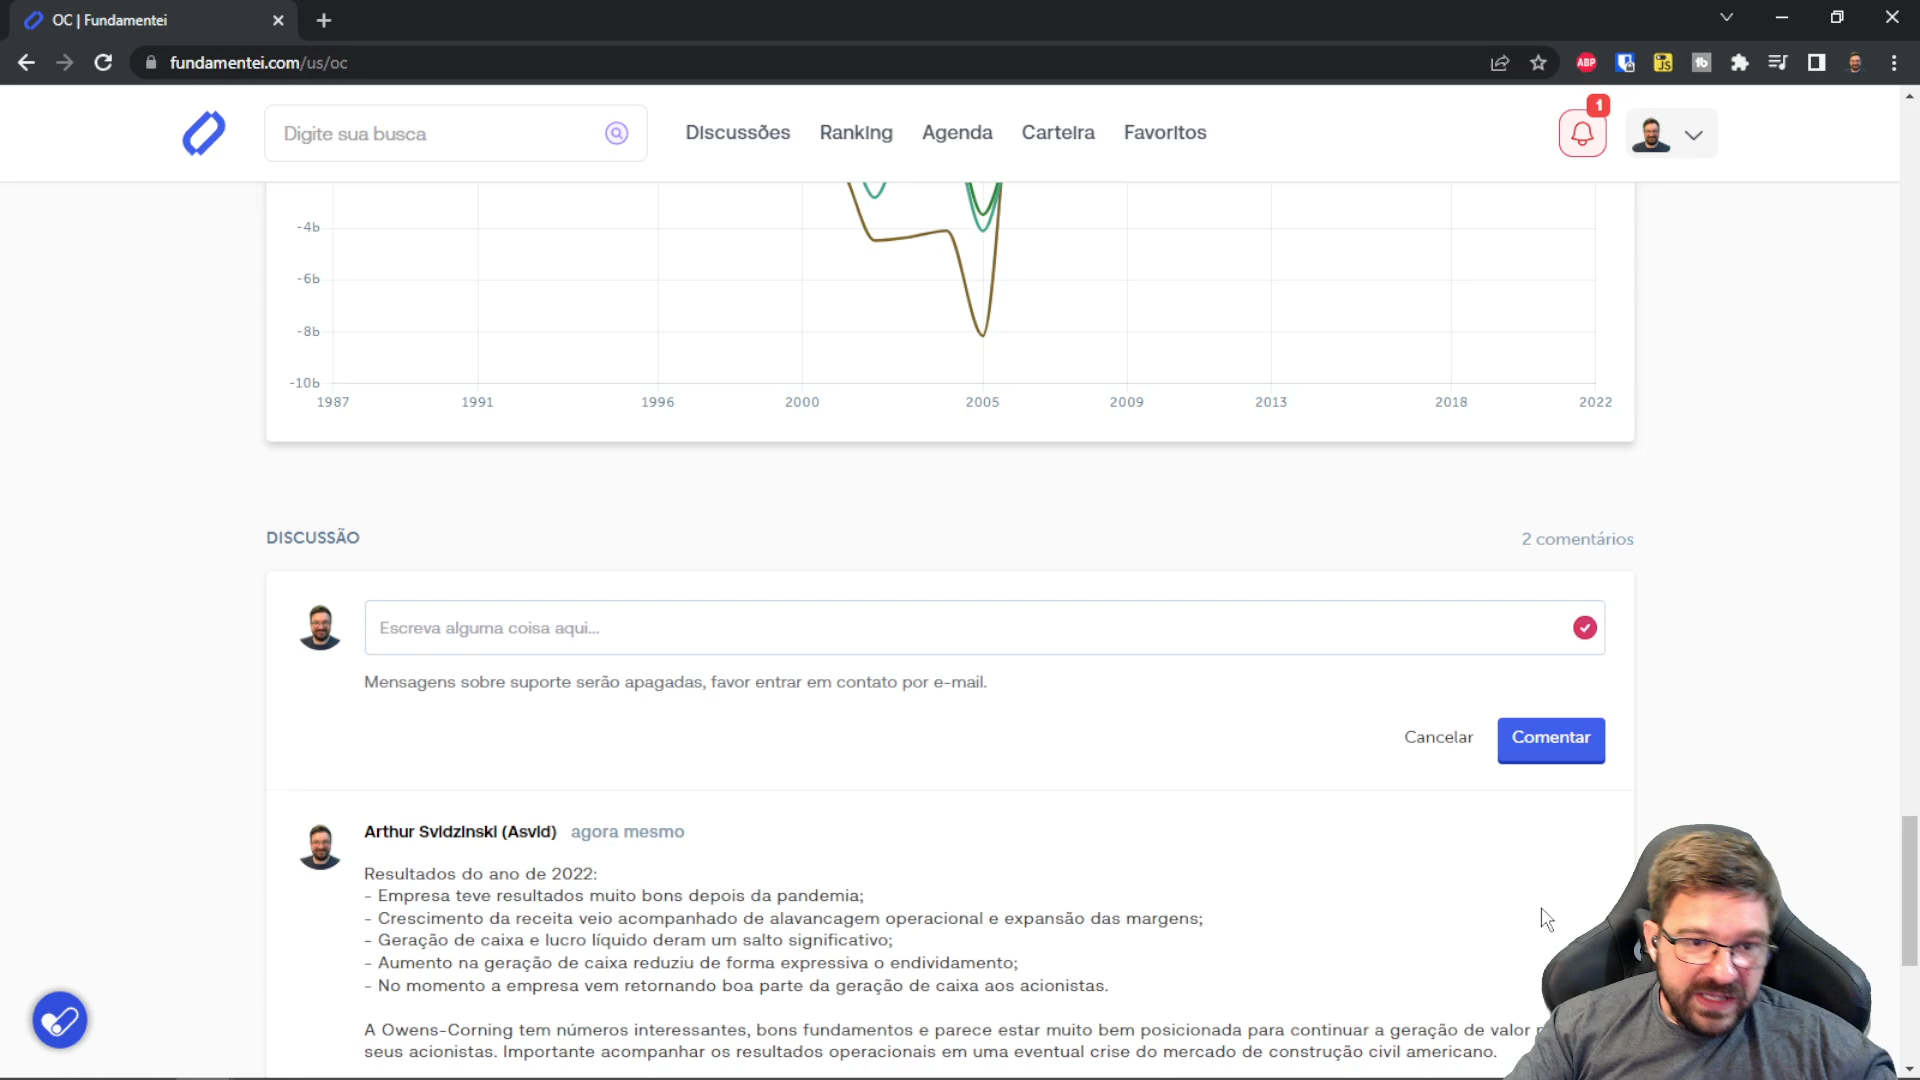 OC | Fundamentei
fundamentei.com/us/oc
ABP
JS
1
Digite sua busca
Discussões
Ranking
Agenda
Carteira
Favoritos
-4b
-6b
-8b
-10b
1987
1991
1996
2000
2005
2009
2013
2018
2022
DISCUSSÃO
2 comentários
Escreva alguma coisa aqui...
Mensagens sobre suporte serão apagadas, favor entrar em contato por e-mail.
Cancelar
Comentar
Arthur Svidzinski (Asvid) agora mesmo
Resultados do ano de 2022:
- Empresa teve resultados muito bons depois da pandemia;
- Crescimento da receita veio acompanhado de alavancagem operacional e expansão das margens;
- Geração de caixa e lucro líquido deram um salto significativo;
- Aumento na geração de caixa reduziu de forma expressiva o endividamento;
- No momento a empresa vem retornando boa parte da geração de caixa aos acionistas.
A Owens-Corning tem números interessantes, bons fundamentos e parece estar muito bem posicionada para continuar a geração de valor
seus acionistas. Importante acompanhar os resultados operacionais em uma eventual crise do mercado de construção civil americano.